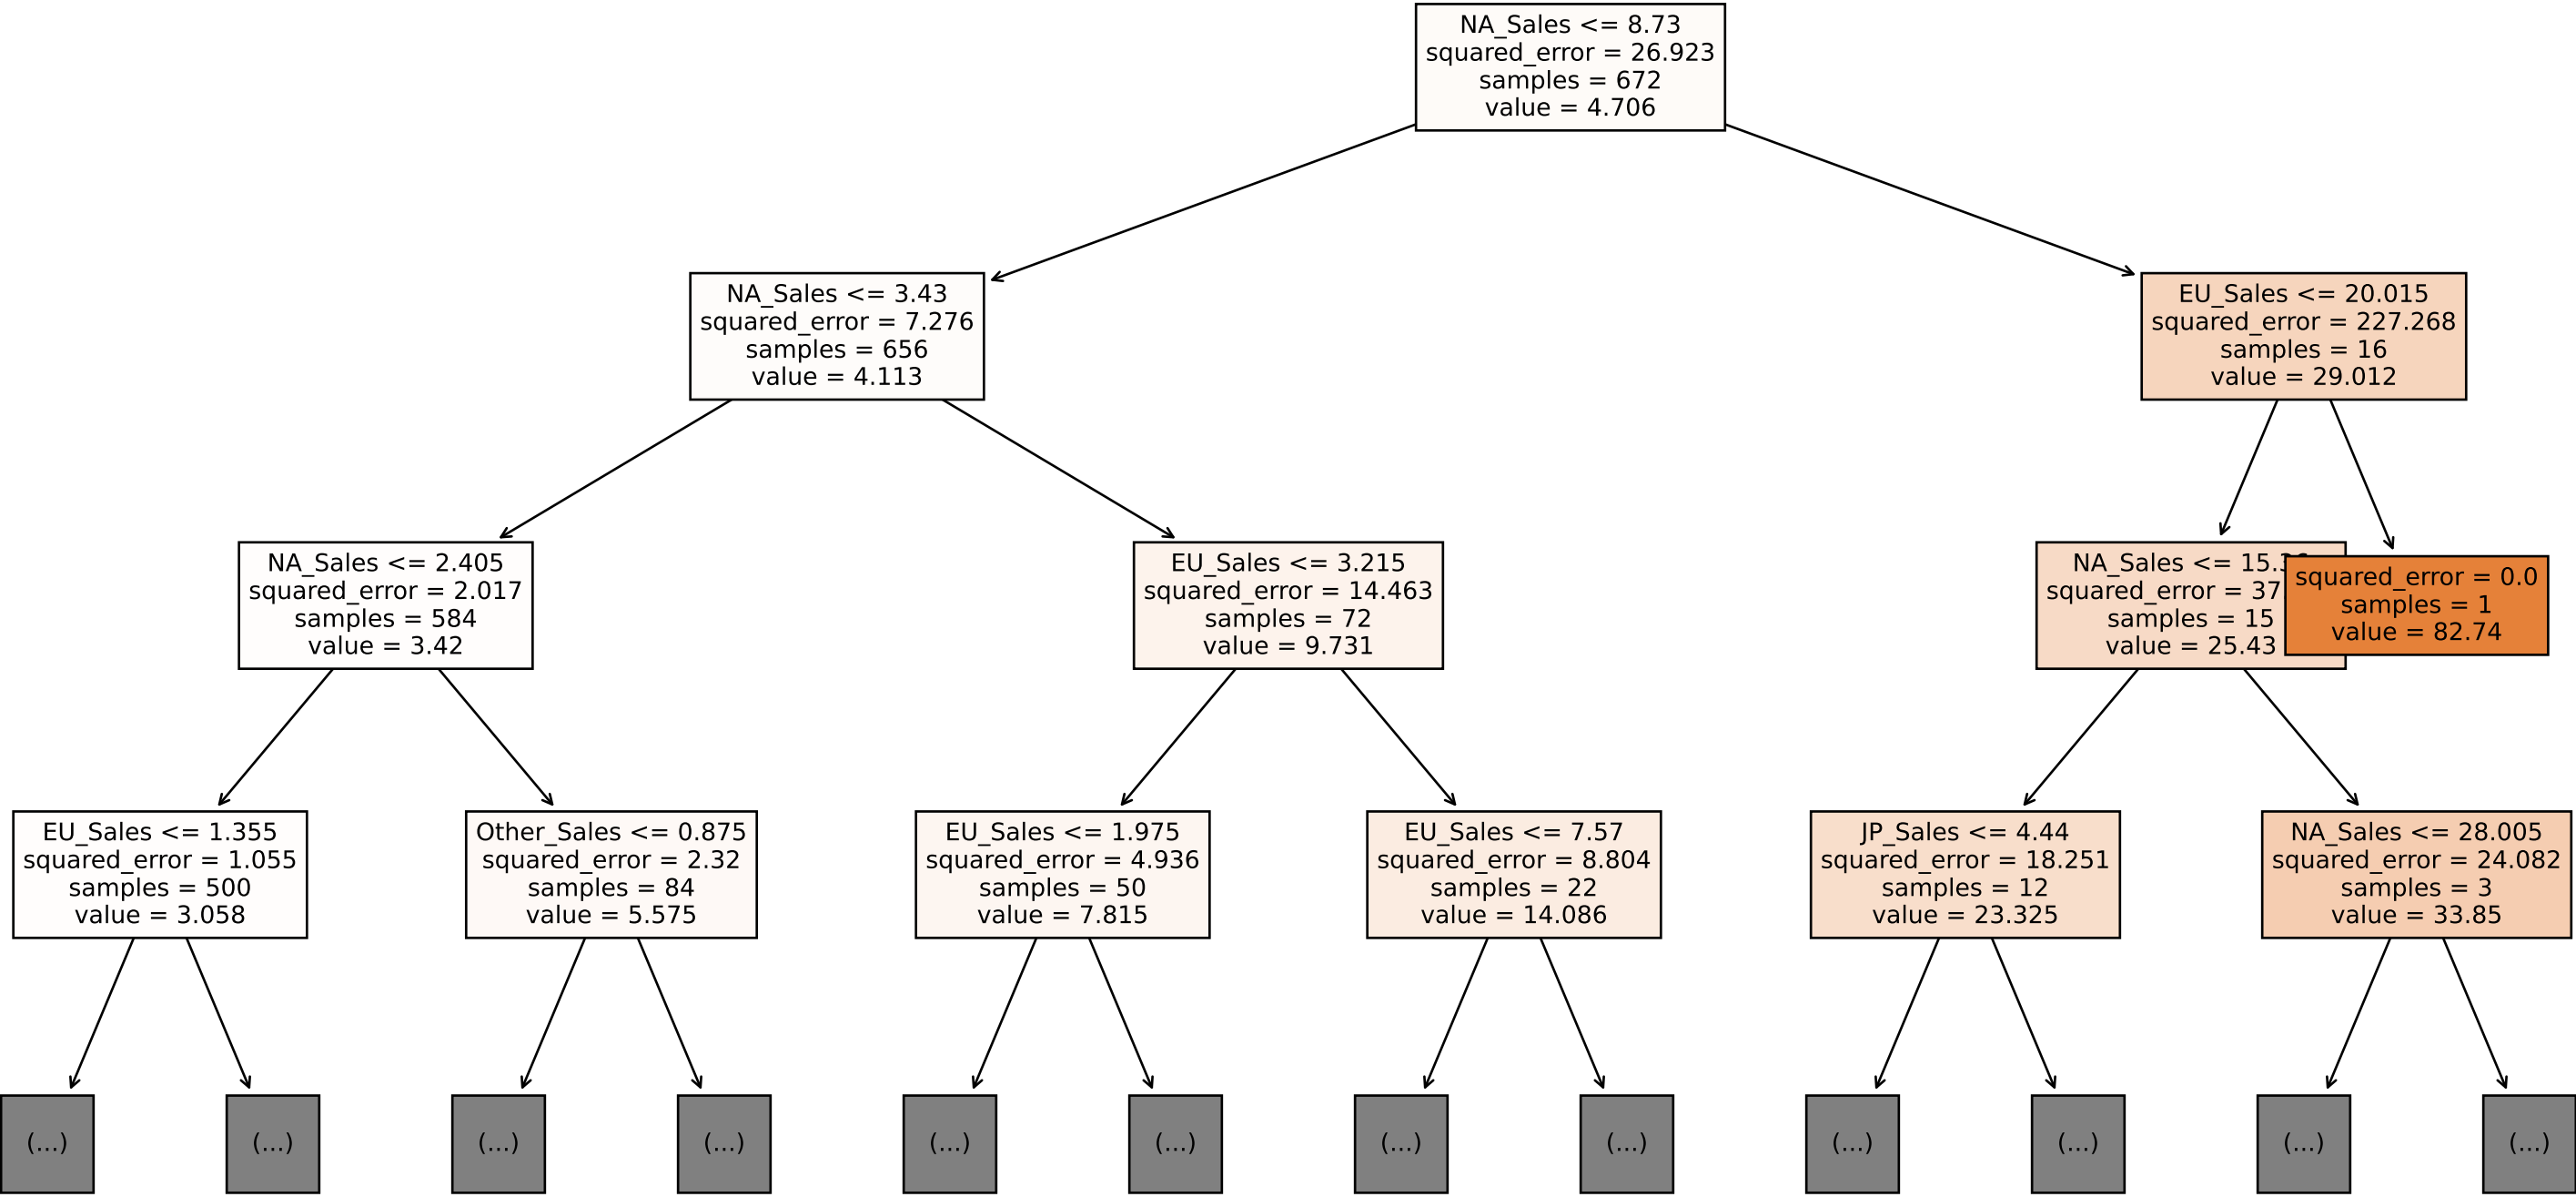 NA_Sales <= 8.73
squared_error = 26.923
samples = 672
value = 4.706
NA_Sales <= 3.43
squared_error = 7.276
samples = 656
value = 4.113
EU_Sales <= 20.015
squared_error = 227.268
samples = 16
value = 29.012
NA_Sales <= 2.405
squared_error = 2.017
samples = 584
value = 3.42
EU_Sales <= 3.215
squared_error = 14.463
samples = 72
value = 9.731
NA_Sales <=
squared_error =
samples = 15
value = 25.43
squared_error = 0.0
samples = 1
value = 82.74
EU_Sales <= 1.355
squared_error = 1.055
samples = 500
value = 3.058
Other_Sales <= 0.875
squared_error = 2.32
samples = 84
value = 5.575
EU_Sales <= 1.975
squared_error = 4.936
samples = 50
value = 7.815
EU_Sales <= 7.57
squared_error = 8.804
samples = 22
value = 14.086
JP_Sales <= 4.44
squared_error = 18.251
samples = 12
value = 23.325
NA_Sales <= 28.005
squared_error = 24.082
samples = 3
value = 33.85
(...)
(...)
(...)
(...)
(...)
(...)
(...)
(...)
(...)
(...)
(...)
(...)